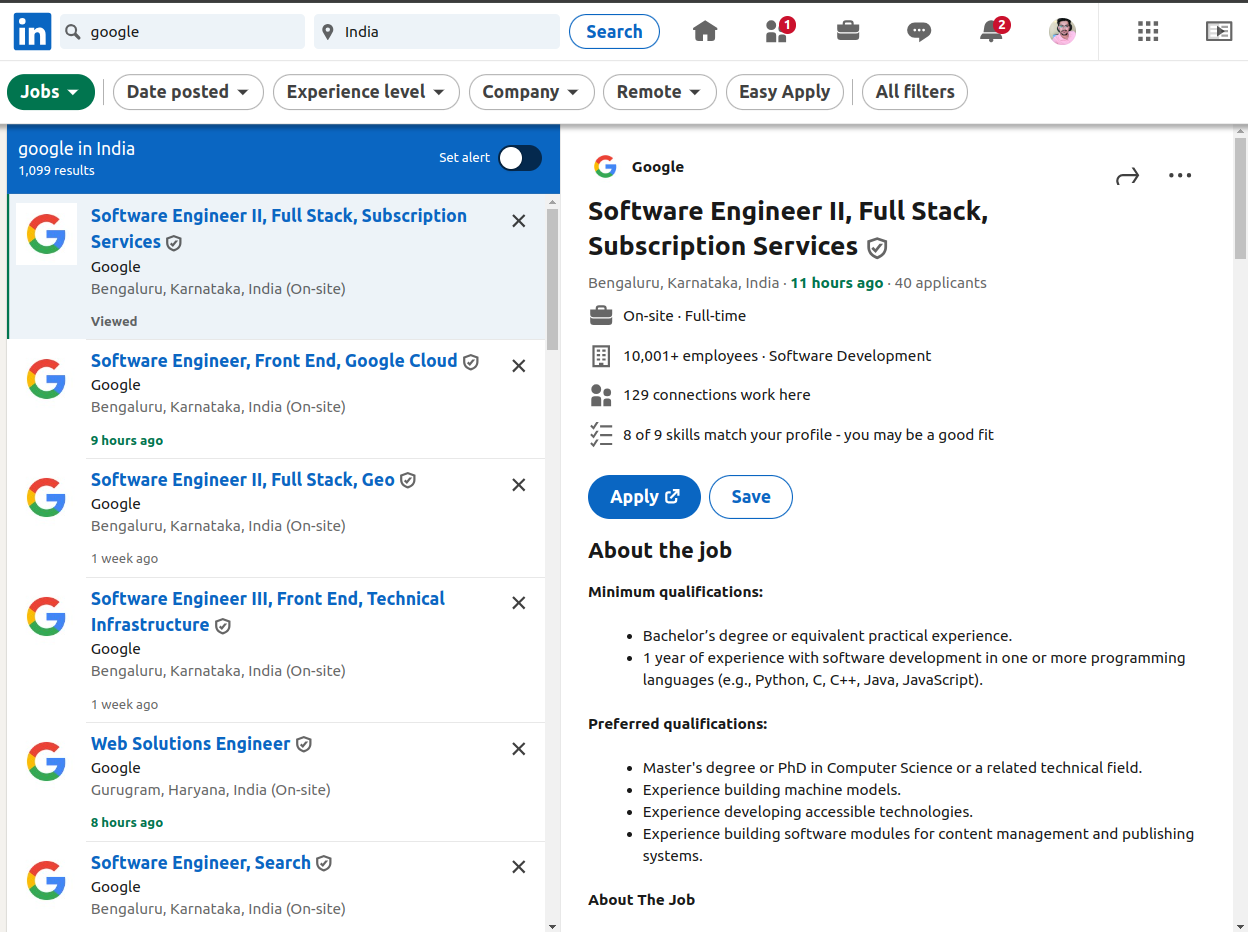 in google India Search 1 2
Jobs Date posted Experience level Company Remote Easy Apply All filters
google in India
1,099 results
Set alert
Software Engineer II, Full Stack, Subscription
Services
Google
Bengaluru, Karnataka, India (On-site)
Viewed
Software Engineer, Front End, Google Cloud
Google
Bengaluru, Karnataka, India (On-site)
9 hours ago
Software Engineer II, Full Stack, Geo
Google
Bengaluru, Karnataka, India (On-site)
1 week ago
Software Engineer III, Front End, Technical
Infrastructure
Google
Bengaluru, Karnataka, India (On-site)
1 week ago
Web Solutions Engineer
Google
Gurugram, Haryana, India (On-site)
8 hours ago
Software Engineer, Search
Google
Bengaluru, Karnataka, India (On-site)
Google
Software Engineer II, Full Stack,
Subscription Services
Bengaluru, Karnataka, India · 11 hours ago · 40 applicants
On-site · Full-time
10,001+ employees · Software Development
129 connections work here
8 of 9 skills match your profile - you may be a good fit
Apply Save
About the job
Minimum qualifications:
• Bachelor’s degree or equivalent practical experience.
• 1 year of experience with software development in one or more programming
languages (e.g., Python, C, C++, Java, JavaScript).
Preferred qualifications:
• Master's degree or PhD in Computer Science or a related technical field.
• Experience building machine models.
• Experience developing accessible technologies.
• Experience building software modules for content management and publishing
systems.
About The Job